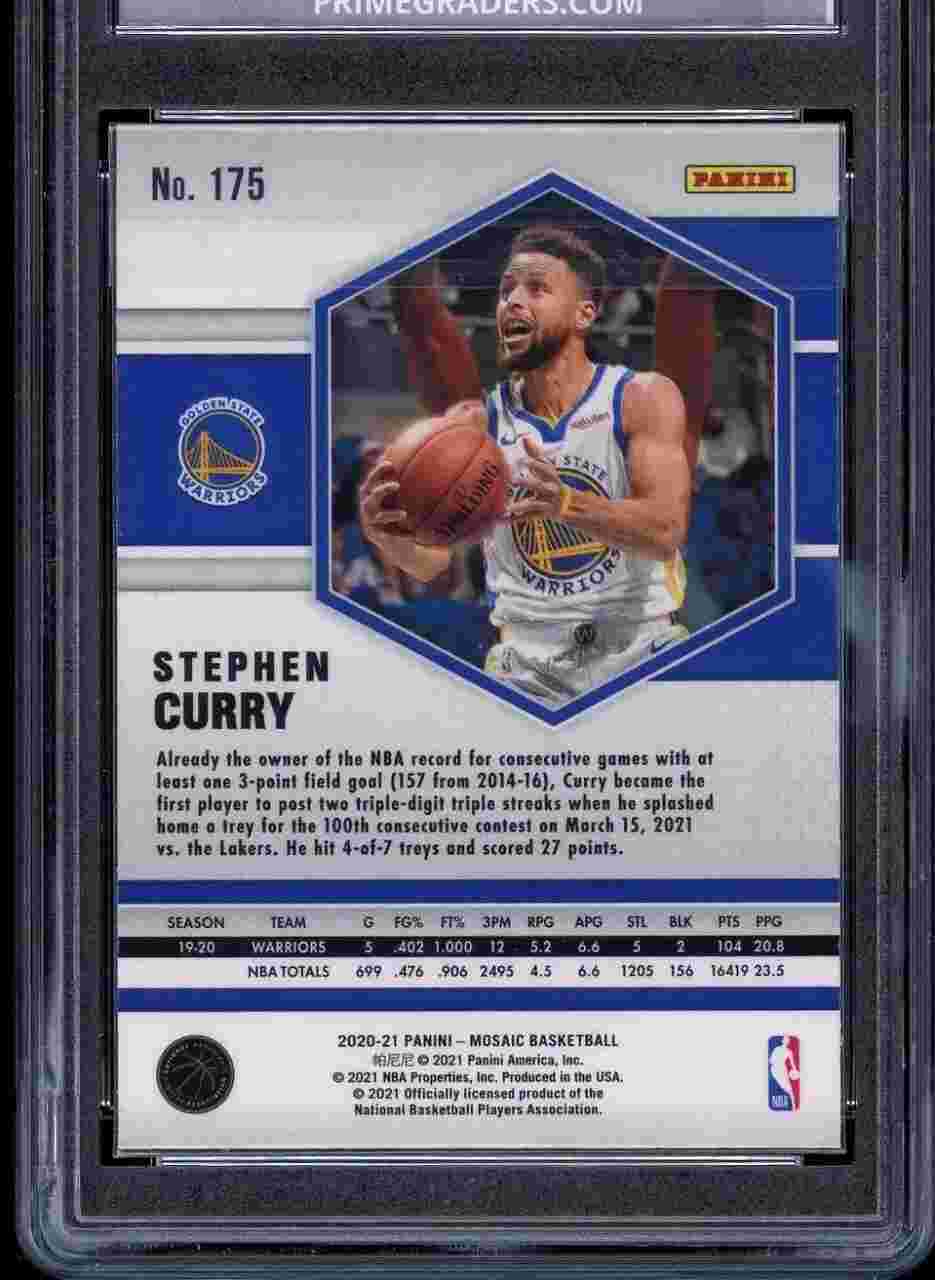 PRIMEGRADERS.COM
No. 175
PANINI
GOLDEN STATE
WARRIORS
rakuten
GOLDEN STATE
WARRIORS
SPALDING
STEPHEN
CURRY
Already the owner of the NBA record for consecutive games with at
least one 3-point field goal (157 from 2014-16), Curry became the
first player to post two triple-digit triple streaks when he splashed
home a trey for the 100th consecutive contest on March 15, 2021
vs. the Lakers. He hit 4-of-7 treys and scored 27 points.
SEASON TEAM G FG% FT% 3PM RPG APG STL BLK PTS PPG
19-20 WARRIORS 5 .402 1.000 12 5.2 6.6 5 2 104 20.8
NBA TOTALS 699 .476 .906 2495 4.5 6.6 1205 156 16419 23.5
2020-21 PANINI – MOSAIC BASKETBALL
帕尼尼 © 2021 Panini America, Inc.
© 2021 NBA Properties, Inc. Produced in the USA.
© 2021 Officially licensed product of the
National Basketball Players Association.
NBA